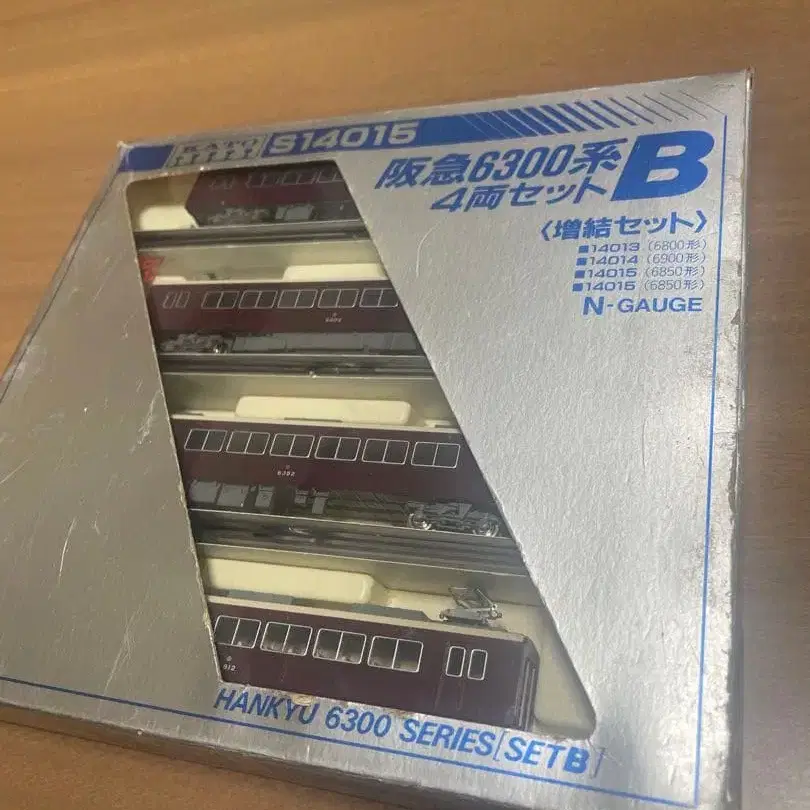 KATO S14015
阪急6300系 B
4両セット
〈増結セット〉
■14013 (6800形)
■14014 (6900形)
■14015 (6850形)
■14015 (6850形)
N-GAUGE
6392
912
HANKYU 6300 SERIES [SET B]